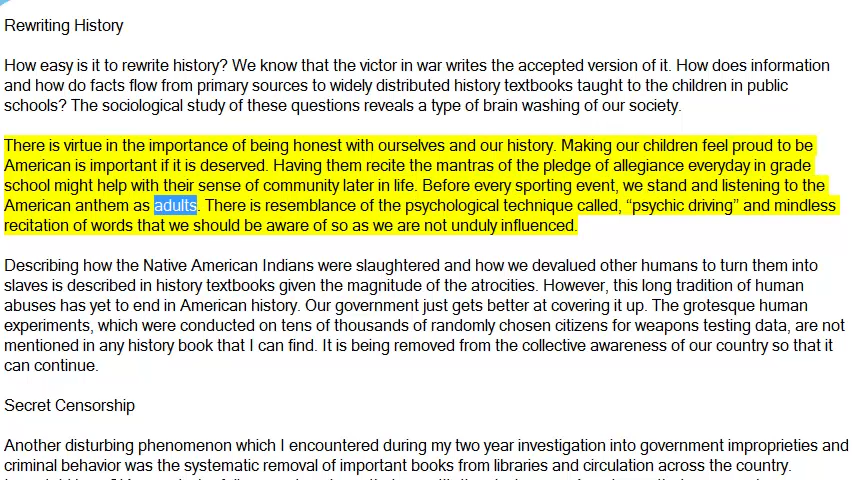 Rewriting History
How easy is it to rewrite history? We know that the victor in war writes the accepted version of it. How does information
and how do facts flow from primary sources to widely distributed history textbooks taught to the children in public
schools? The sociological study of these questions reveals a type of brain washing of our society.
There is virtue in the importance of being honest with ourselves and our history. Making our children feel proud to be
American is important if it is deserved. Having them recite the mantras of the pledge of allegiance everyday in grade
school might help with their sense of community later in life. Before every sporting event, we stand and listening to the
American anthem as adults. There is resemblance of the psychological technique called, “psychic driving” and mindless
recitation of words that we should be aware of so as we are not unduly influenced.
Describing how the Native American Indians were slaughtered and how we devalued other humans to turn them into
slaves is described in history textbooks given the magnitude of the atrocities. However, this long tradition of human
abuses has yet to end in American history. Our government just gets better at covering it up. The grotesque human
experiments, which were conducted on tens of thousands of randomly chosen citizens for weapons testing data, are not
mentioned in any history book that I can find. It is being removed from the collective awareness of our country so that it
can continue.
Secret Censorship
Another disturbing phenomenon which I encountered during my two year investigation into government improprieties and
criminal behavior was the systematic removal of important books from libraries and circulation across the country.